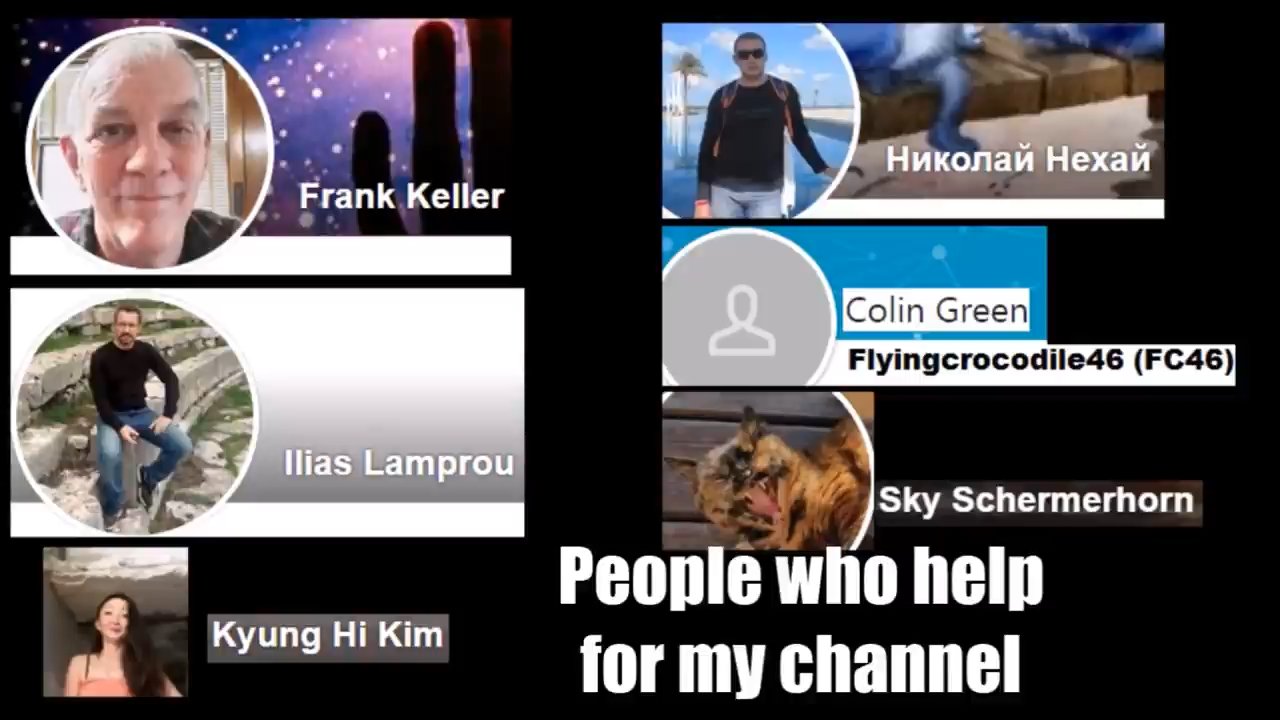 Frank Keller
Ilias Lamprou
Kyung Hi Kim
Николай Нехай
Colin Green
Flyingcrocodile46 (FC46)
Sky Schermerhorn
People who help
for my channel